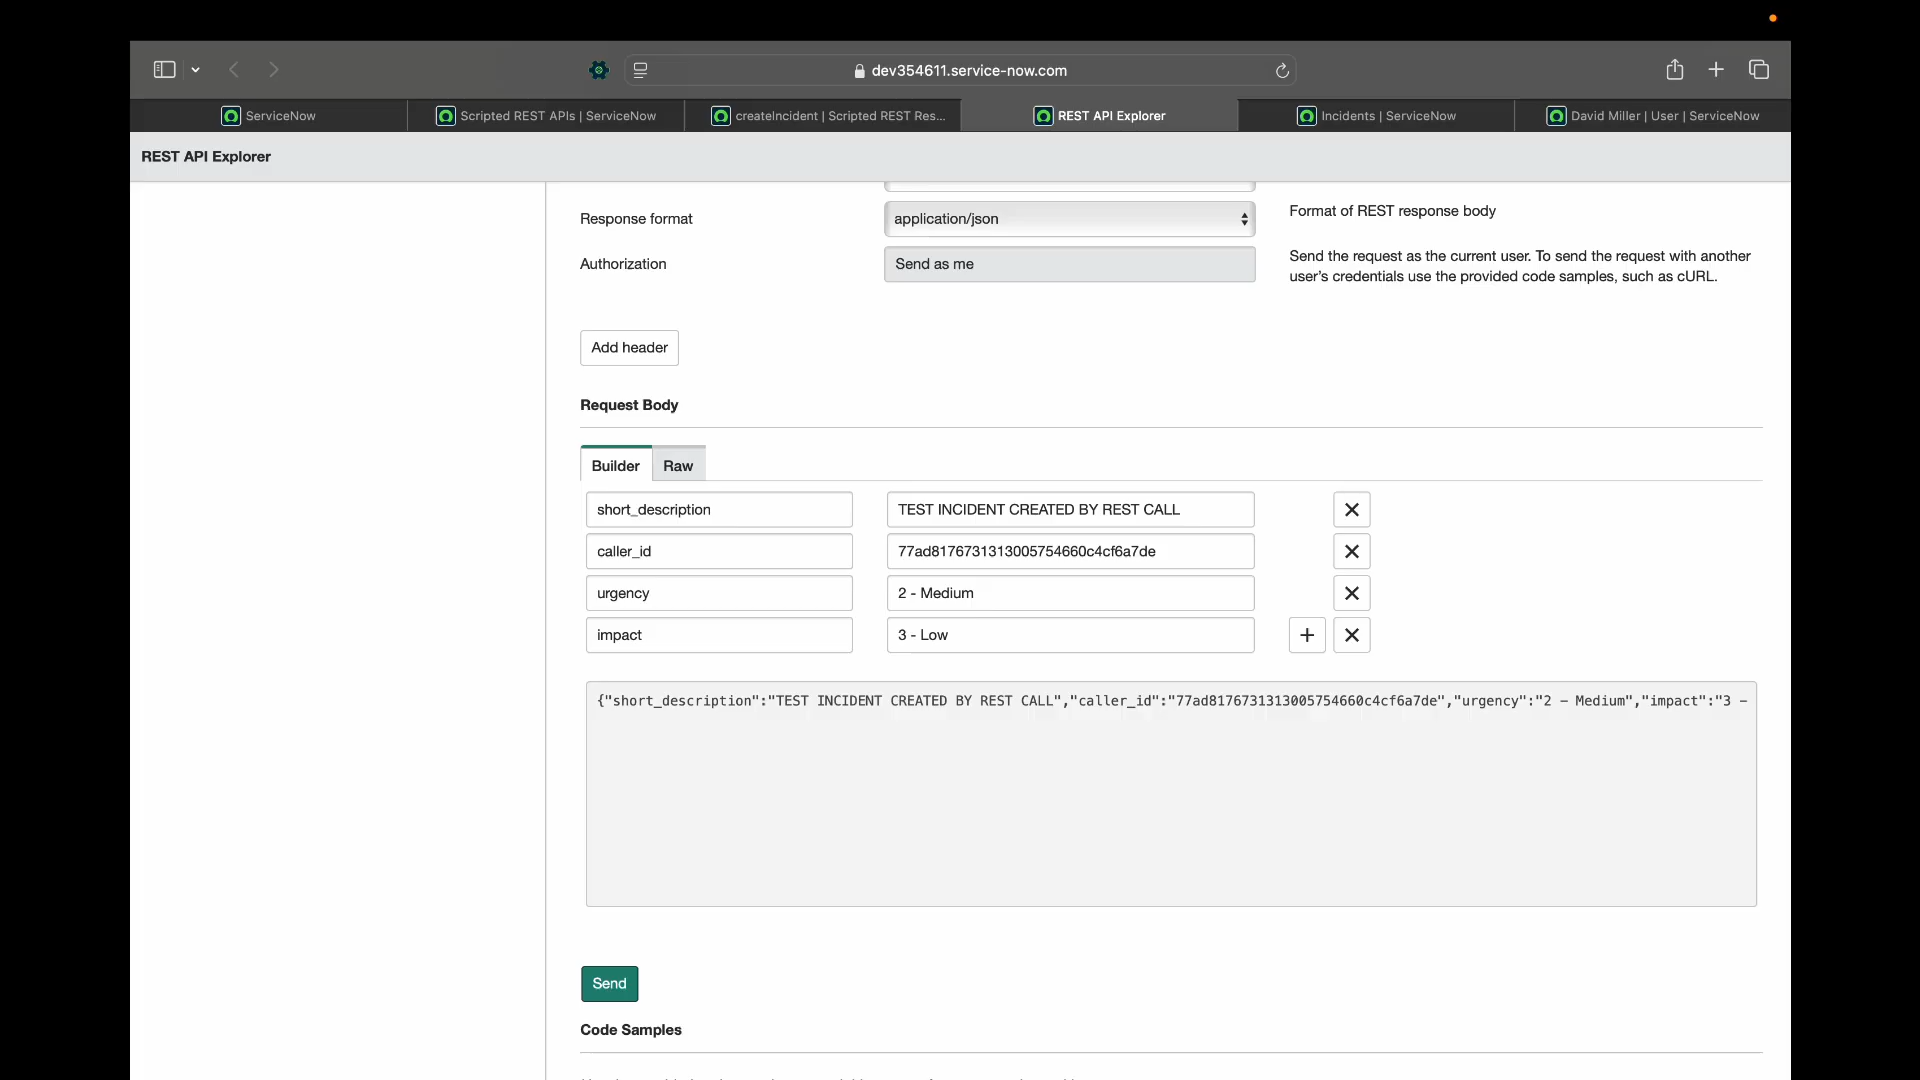 dev354611.service-now.com
ServiceNow
Scripted REST APIs | ServiceNow
createIncident | Scripted REST Res...
REST API Explorer
Incidents | ServiceNow
David Miller | User | ServiceNow
REST API Explorer
Response format
application/json
Format of REST response body
Authorization
Send as me
Send the request as the current user. To send the request with another
user's credentials use the provided code samples, such as cURL.
Add header
Request Body
Builder
Raw
short_description
TEST INCIDENT CREATED BY REST CALL
caller_id
77ad8176731313005754660c4cf6a7de
urgency
2 - Medium
impact
3 - Low
{"short_description":"TEST INCIDENT CREATED BY REST CALL","caller_id":"77ad8176731313005754660c4cf6a7de","urgency":"2 - Medium","impact":"3 -
Send
Code Samples